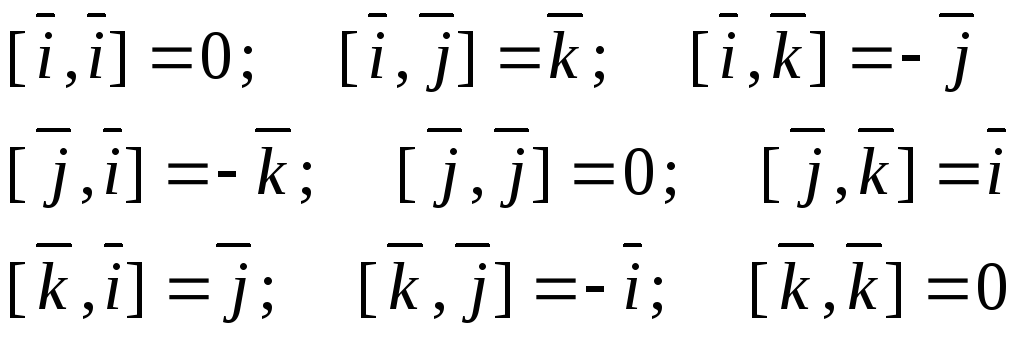 [i̅,i̅]=0; [i̅,j̅]=k̅; [i̅,k̅]=-j̅
[j̅,i̅]=-k̅; [j̅,j̅]=0; [j̅,k̅]=i̅
[k̅,i̅]=j̅; [k̅,j̅]=-i̅; [k̅,k̅]=0